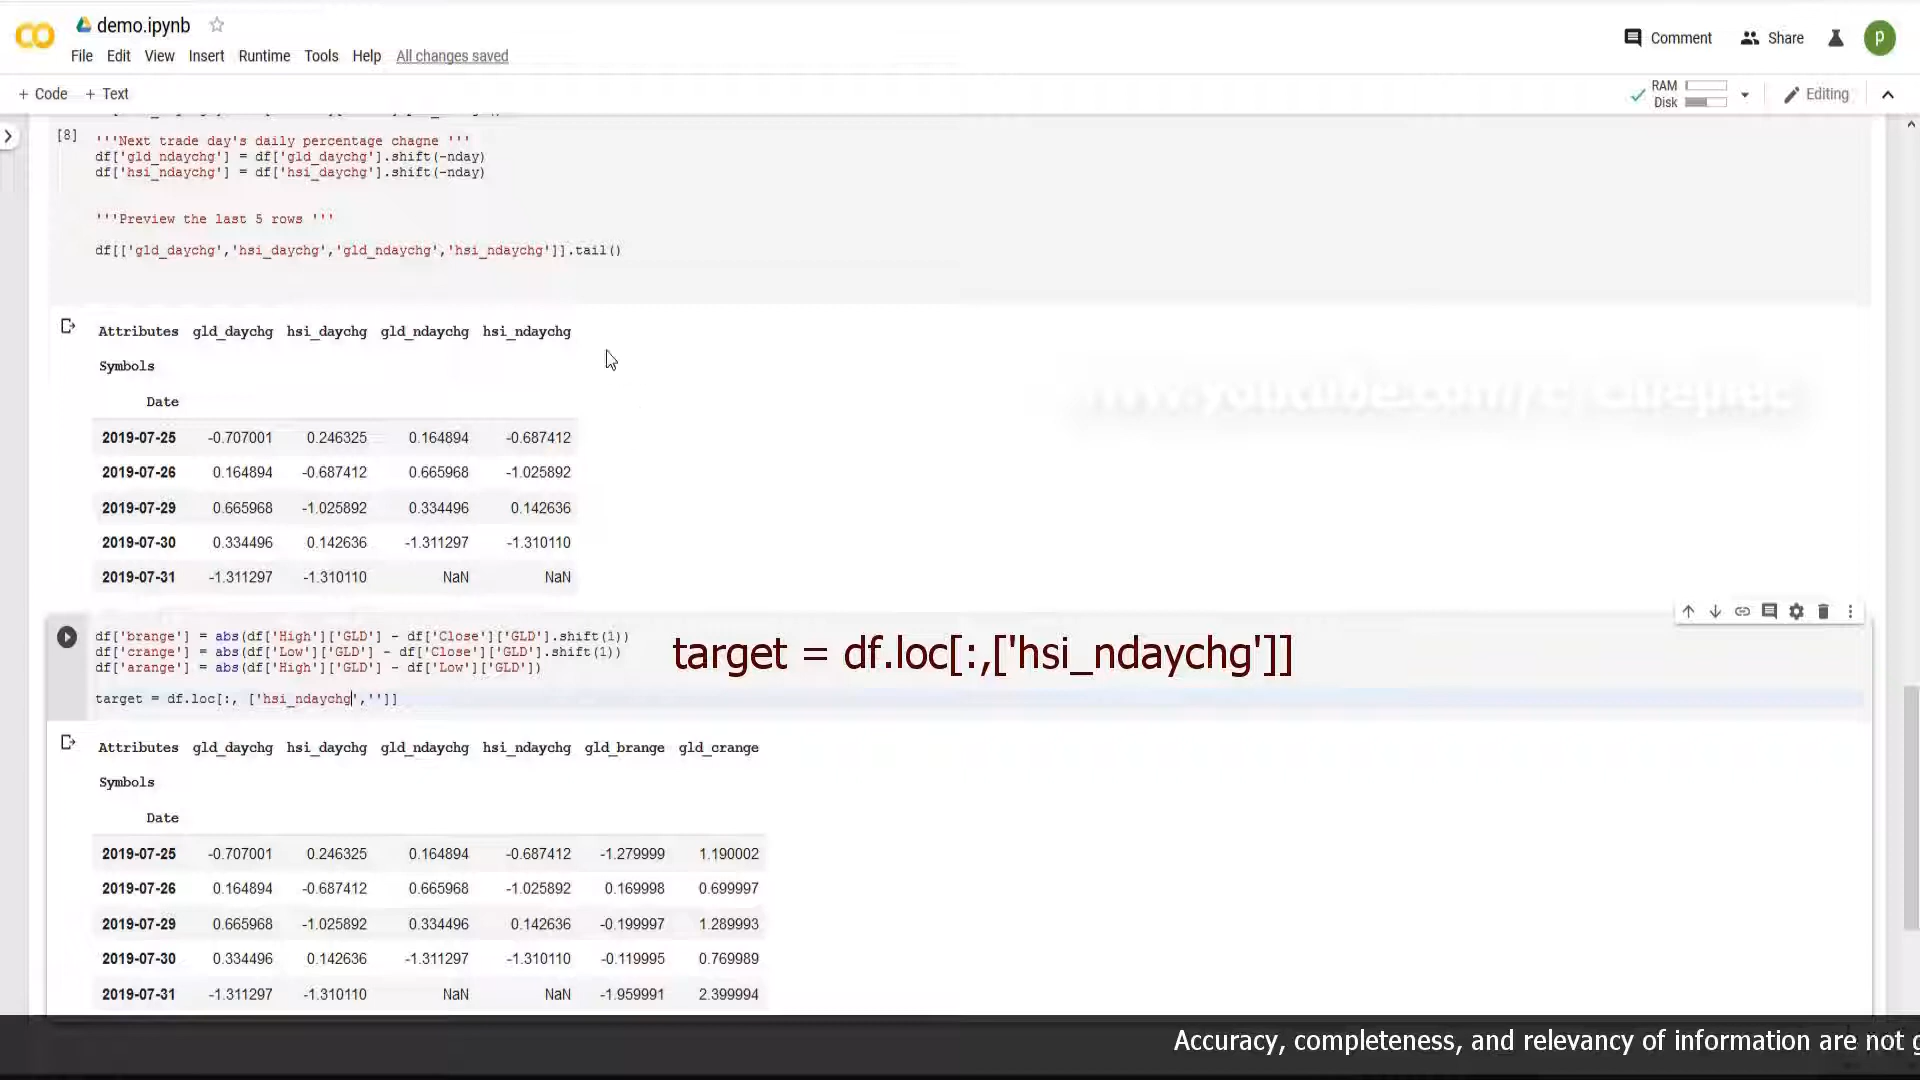 demo.ipynb
File Edit View Insert Runtime Tools Help All changes saved
Comment Share p
+ Code + Text
RAM
Disk
Editing
[8] '''Next trade day's daily percentage chagne '''
df['gld_ndaychg'] = df['gld_daychg'].shift(-nday)
df['hsi_ndaychg'] = df['hsi_daychg'].shift(-nday)
'''Preview the last 5 rows '''
df[['gld_daychg','hsi_daychg','gld_ndaychg','hsi_ndaychg']].tail()
Attributes gld_daychg hsi_daychg gld_ndaychg hsi_ndaychg
Symbols
Date
2019-07-25 -0.707001 0.246325 0.164894 -0.687412
2019-07-26 0.164894 -0.687412 0.665968 -1.025892
2019-07-29 0.665968 -1.025892 0.334496 0.142636
2019-07-30 0.334496 0.142636 -1.311297 -1.310110
2019-07-31 -1.311297 -1.310110 NaN NaN
df['brange'] = abs(df['High']['GLD'] - df['Close']['GLD'].shift(1))
df['crange'] = abs(df['Low']['GLD'] - df['Close']['GLD'].shift(1))
df['arange'] = abs(df['High']['GLD'] - df['Low']['GLD'])
target = df.loc[:, ['hsi_ndaychg','']]
target = df.loc[:,['hsi_ndaychg']]
Attributes gld_daychg hsi_daychg gld_ndaychg hsi_ndaychg gld_brange gld_crange
Symbols
Date
2019-07-25 -0.707001 0.246325 0.164894 -0.687412 -1.279999 1.190002
2019-07-26 0.164894 -0.687412 0.665968 -1.025892 0.169998 0.699997
2019-07-29 0.665968 -1.025892 0.334496 0.142636 -0.199997 1.289993
2019-07-30 0.334496 0.142636 -1.311297 -1.310110 -0.119995 0.769989
2019-07-31 -1.311297 -1.310110 NaN NaN -1.959991 2.399994
Accuracy, completeness, and relevancy of information are not g